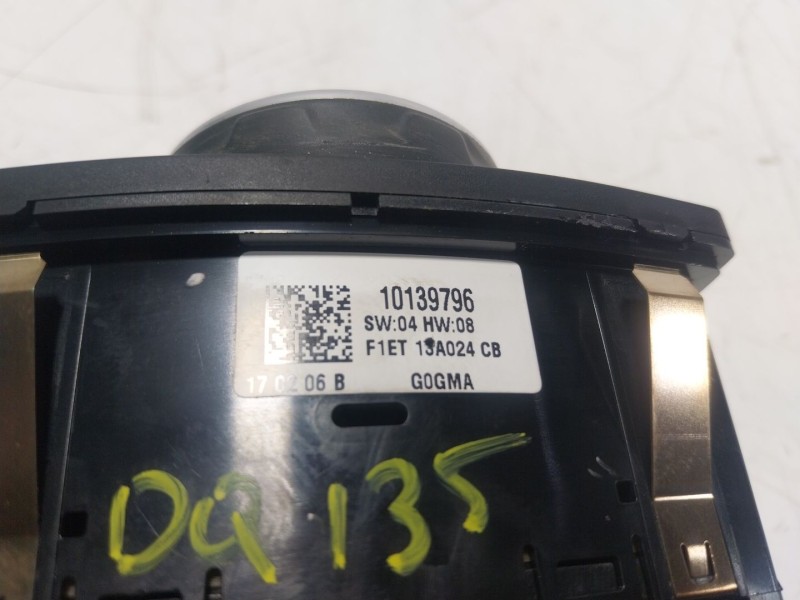 10139796
SW:04 HW:08
F1ET 13A024 CB
17 02 06 B G0GMA
DQ 135